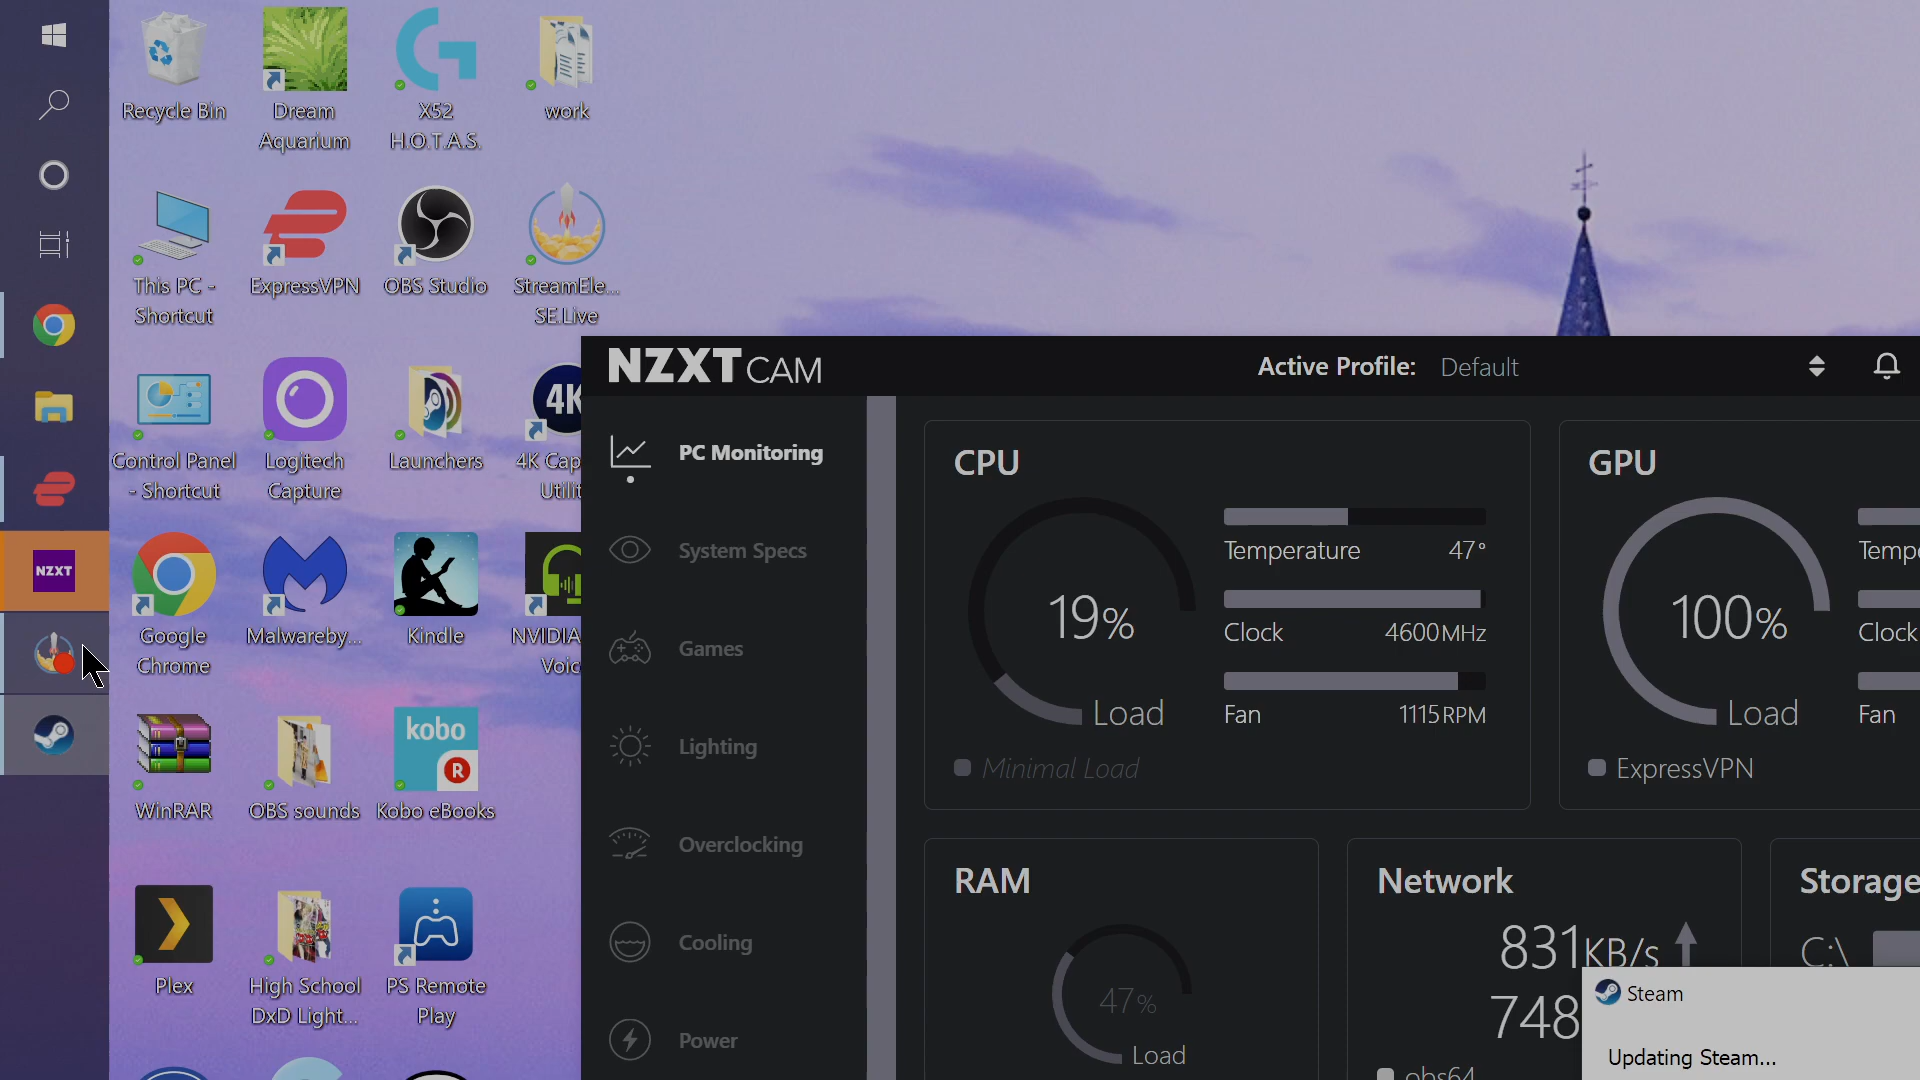 Recycle Bin
Dream
Aquarium
X52
H.O.T.A.S.
work
This PC -
Shortcut
ExpressVPN
OBS Studio
StreamEle...
SE.Live
Control Panel
- Shortcut
Logitech
Capture
Launchers
4K
4K Cap
Utilit
NZXT
Google
Chrome
Malwareby...
Kindle
NVIDIA
Voic
WinRAR
OBS sounds
kobo
R
Kobo eBooks
Plex
High School
DxD Light...
PS Remote
Play
NZXT CAM
Active Profile: Default
PC Monitoring
System Specs
Games
Lighting
Overclocking
Cooling
Power
CPU
19%
Load
Temperature 47°
Clock 4600MHz
Fan 1115RPM
Minimal Load
GPU
100%
Load
Temp
Clock
Fan
ExpressVPN
RAM
47%
Load
Network
831KB/s
748
obs64
Storage
C:\
Steam
Updating Steam...